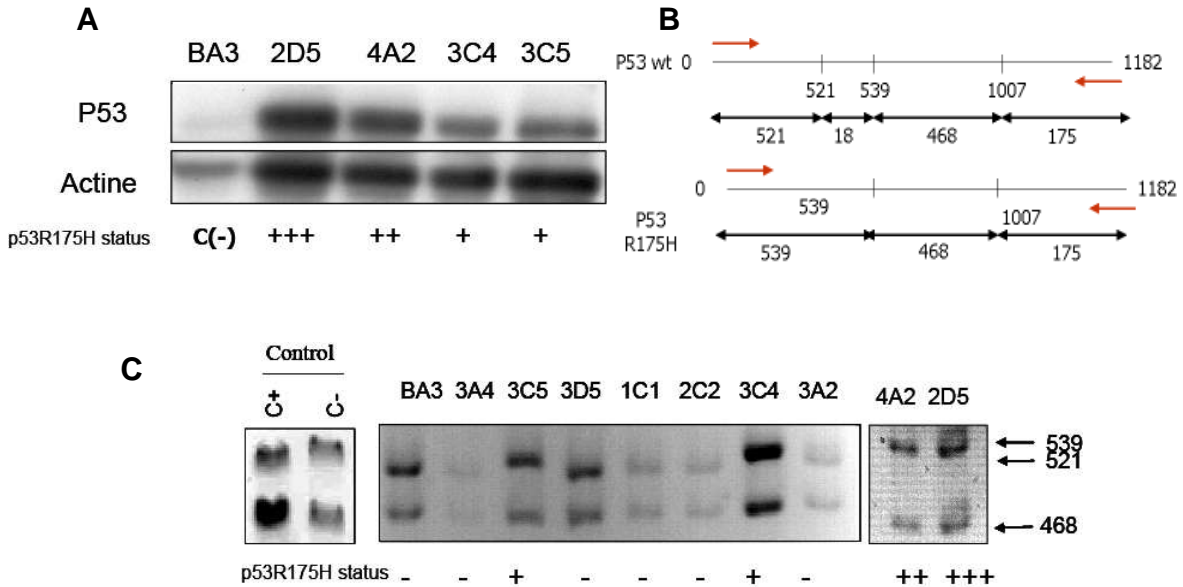 A
BA3 2D5 4A2 3C4 3C5
P53
Actine
p53R175H status C(-) +++ ++ + +
B
P53 wt 0 1182
521 539 1007
521 18 468 175
0 1182
539 1007
P53
R175H
539 468 175
C
Control
C+ C-
BA3 3A4 3C5 3D5 1C1 2C2 3C4 3A2
4A2 2D5
539
521
468
p53R175H status - - + - - - + - ++ +++